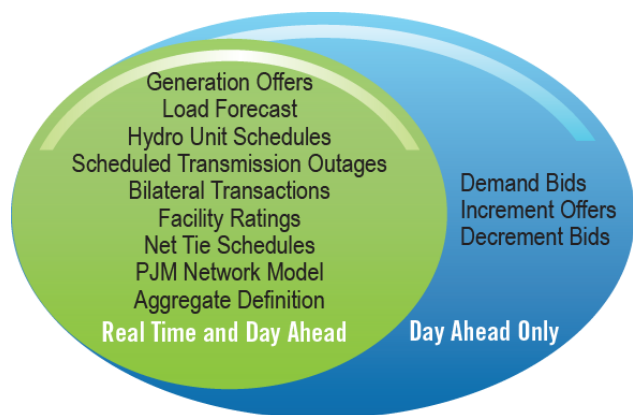 Generation Offers
Load Forecast
Hydro Unit Schedules
Scheduled Transmission Outages
Bilateral Transactions
Facility Ratings
Net Tie Schedules
PJM Network Model
Aggregate Definition
Real Time and Day Ahead
Demand Bids
Increment Offers
Decrement Bids
Day Ahead Only